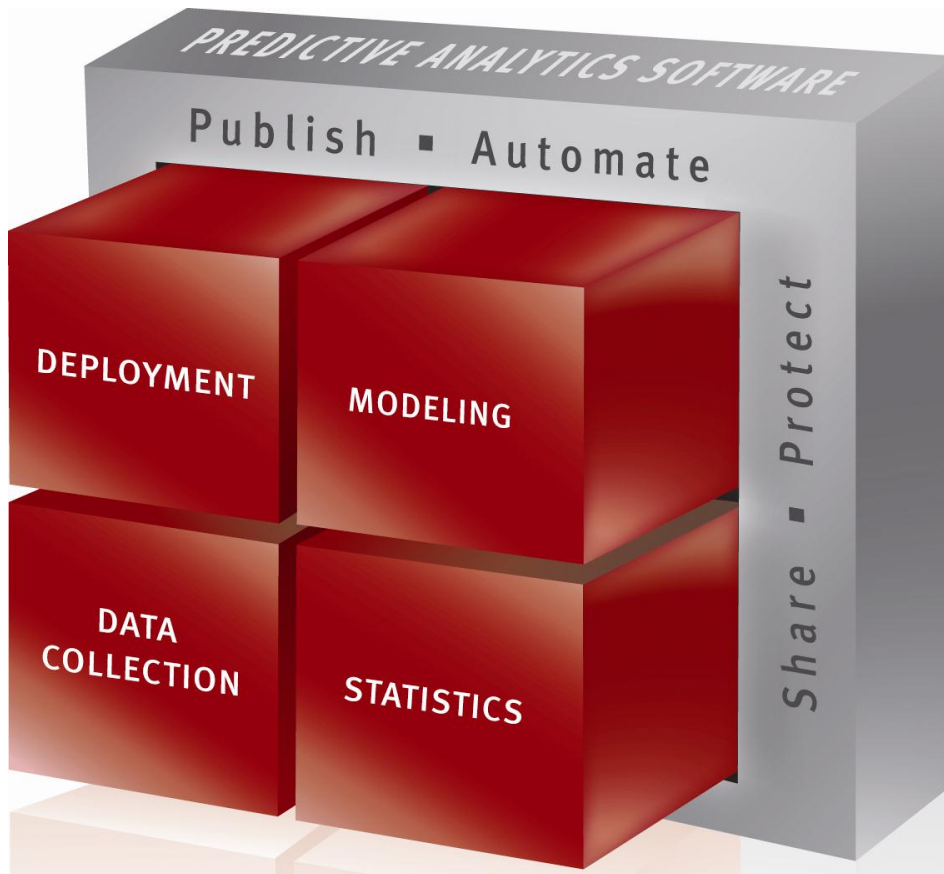 PREDICTIVE ANALYTICS SOFTWARE
Publish ▪ Automate
Share ▪ Protect
DEPLOYMENT
MODELING
DATA
COLLECTION
STATISTICS